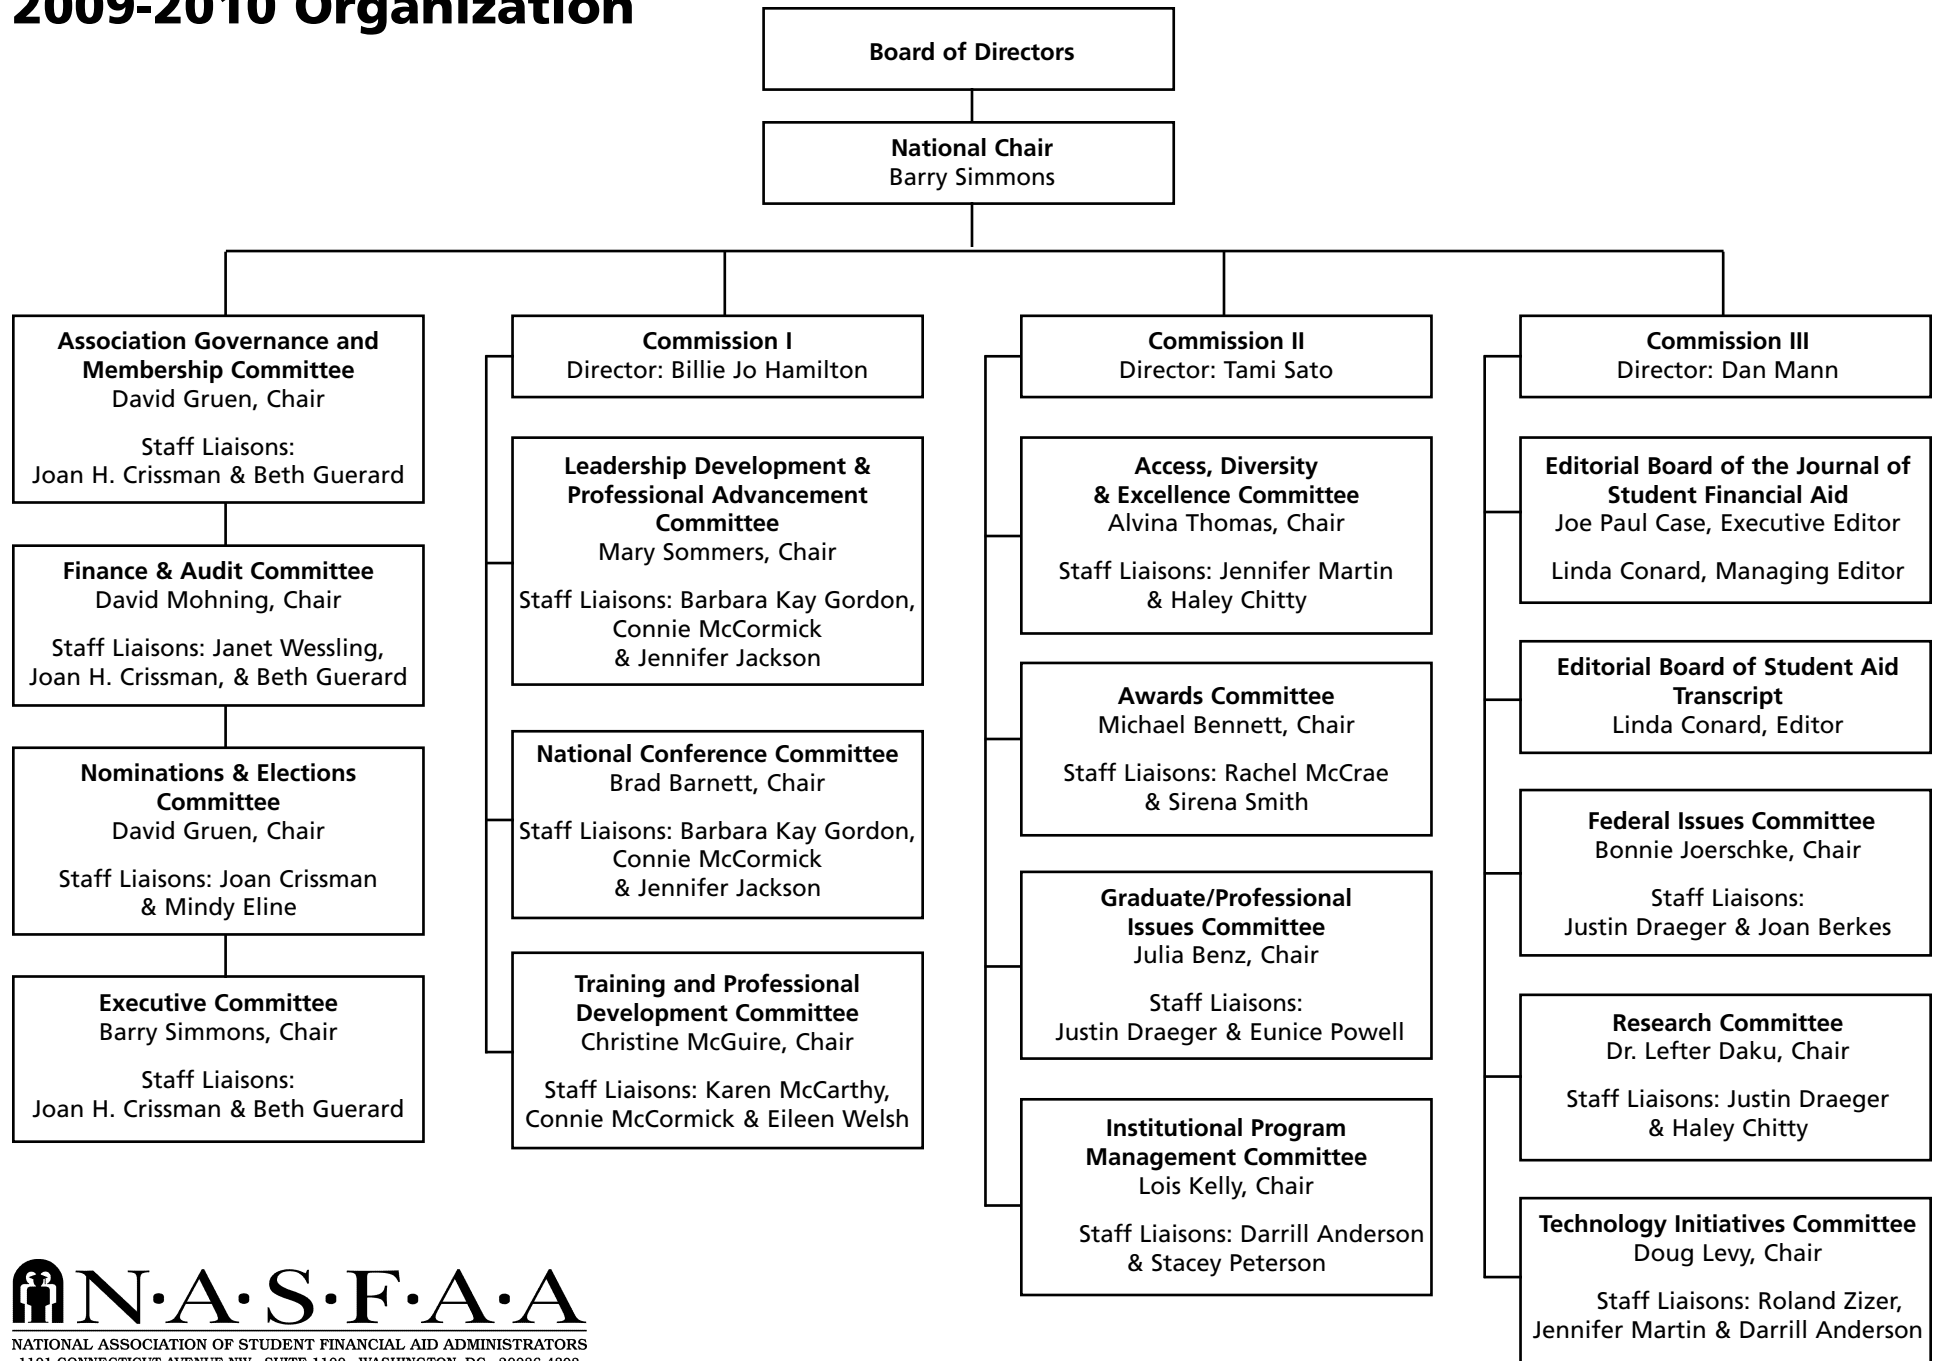 2009-2010 Organization
Board of Directors
National Chair
Barry Simmons
Association Governance and
Membership Committee
David Gruen, Chair
Staff Liaisons:
Joan H. Crissman & Beth Guerard
Finance & Audit Committee
David Mohning, Chair
Staff Liaisons: Janet Wessling,
Joan H. Crissman, & Beth Guerard
Nominations & Elections
Committee
David Gruen, Chair
Staff Liaisons: Joan Crissman
& Mindy Eline
Executive Committee
Barry Simmons, Chair
Staff Liaisons:
Joan H. Crissman & Beth Guerard
Commission I
Director: Billie Jo Hamilton
Leadership Development &
Professional Advancement
Committee
Mary Sommers, Chair
Staff Liaisons: Barbara Kay Gordon,
Connie McCormick
& Jennifer Jackson
National Conference Committee
Brad Barnett, Chair
Staff Liaisons: Barbara Kay Gordon,
Connie McCormick
& Jennifer Jackson
Training and Professional
Development Committee
Christine McGuire, Chair
Staff Liaisons: Karen McCarthy,
Connie McCormick & Eileen Welsh
Commission II
Director: Tami Sato
Access, Diversity
& Excellence Committee
Alvina Thomas, Chair
Staff Liaisons: Jennifer Martin
& Haley Chitty
Awards Committee
Michael Bennett, Chair
Staff Liaisons: Rachel McCrae
& Sirena Smith
Graduate/Professional
Issues Committee
Julia Benz, Chair
Staff Liaisons:
Justin Draeger & Eunice Powell
Institutional Program
Management Committee
Lois Kelly, Chair
Staff Liaisons: Darrill Anderson
& Stacey Peterson
Commission III
Director: Dan Mann
Editorial Board of the Journal of
Student Financial Aid
Joe Paul Case, Executive Editor
Linda Conard, Managing Editor
Editorial Board of Student Aid
Transcript
Linda Conard, Editor
Federal Issues Committee
Bonnie Joerschke, Chair
Staff Liaisons:
Justin Draeger & Joan Berkes
Research Committee
Dr. Lefter Daku, Chair
Staff Liaisons: Justin Draeger
& Haley Chitty
Technology Initiatives Committee
Doug Levy, Chair
Staff Liaisons: Roland Zizer,
Jennifer Martin & Darrill Anderson
N·A·S·F·A·A
NATIONAL ASSOCIATION OF STUDENT FINANCIAL AID ADMINISTRATORS